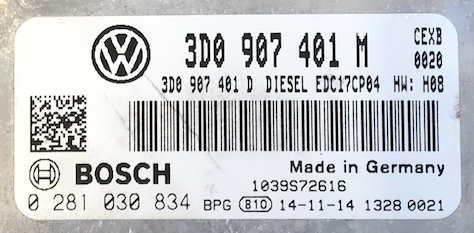 3D0 907 401 M CEXB
0020
3D0 907 401 D DIESEL EDC17CP04 HW: H08
BOSCH Made in Germany
1039S72616
0 281 030 834 BPG 810 14-11-14 1328 0021